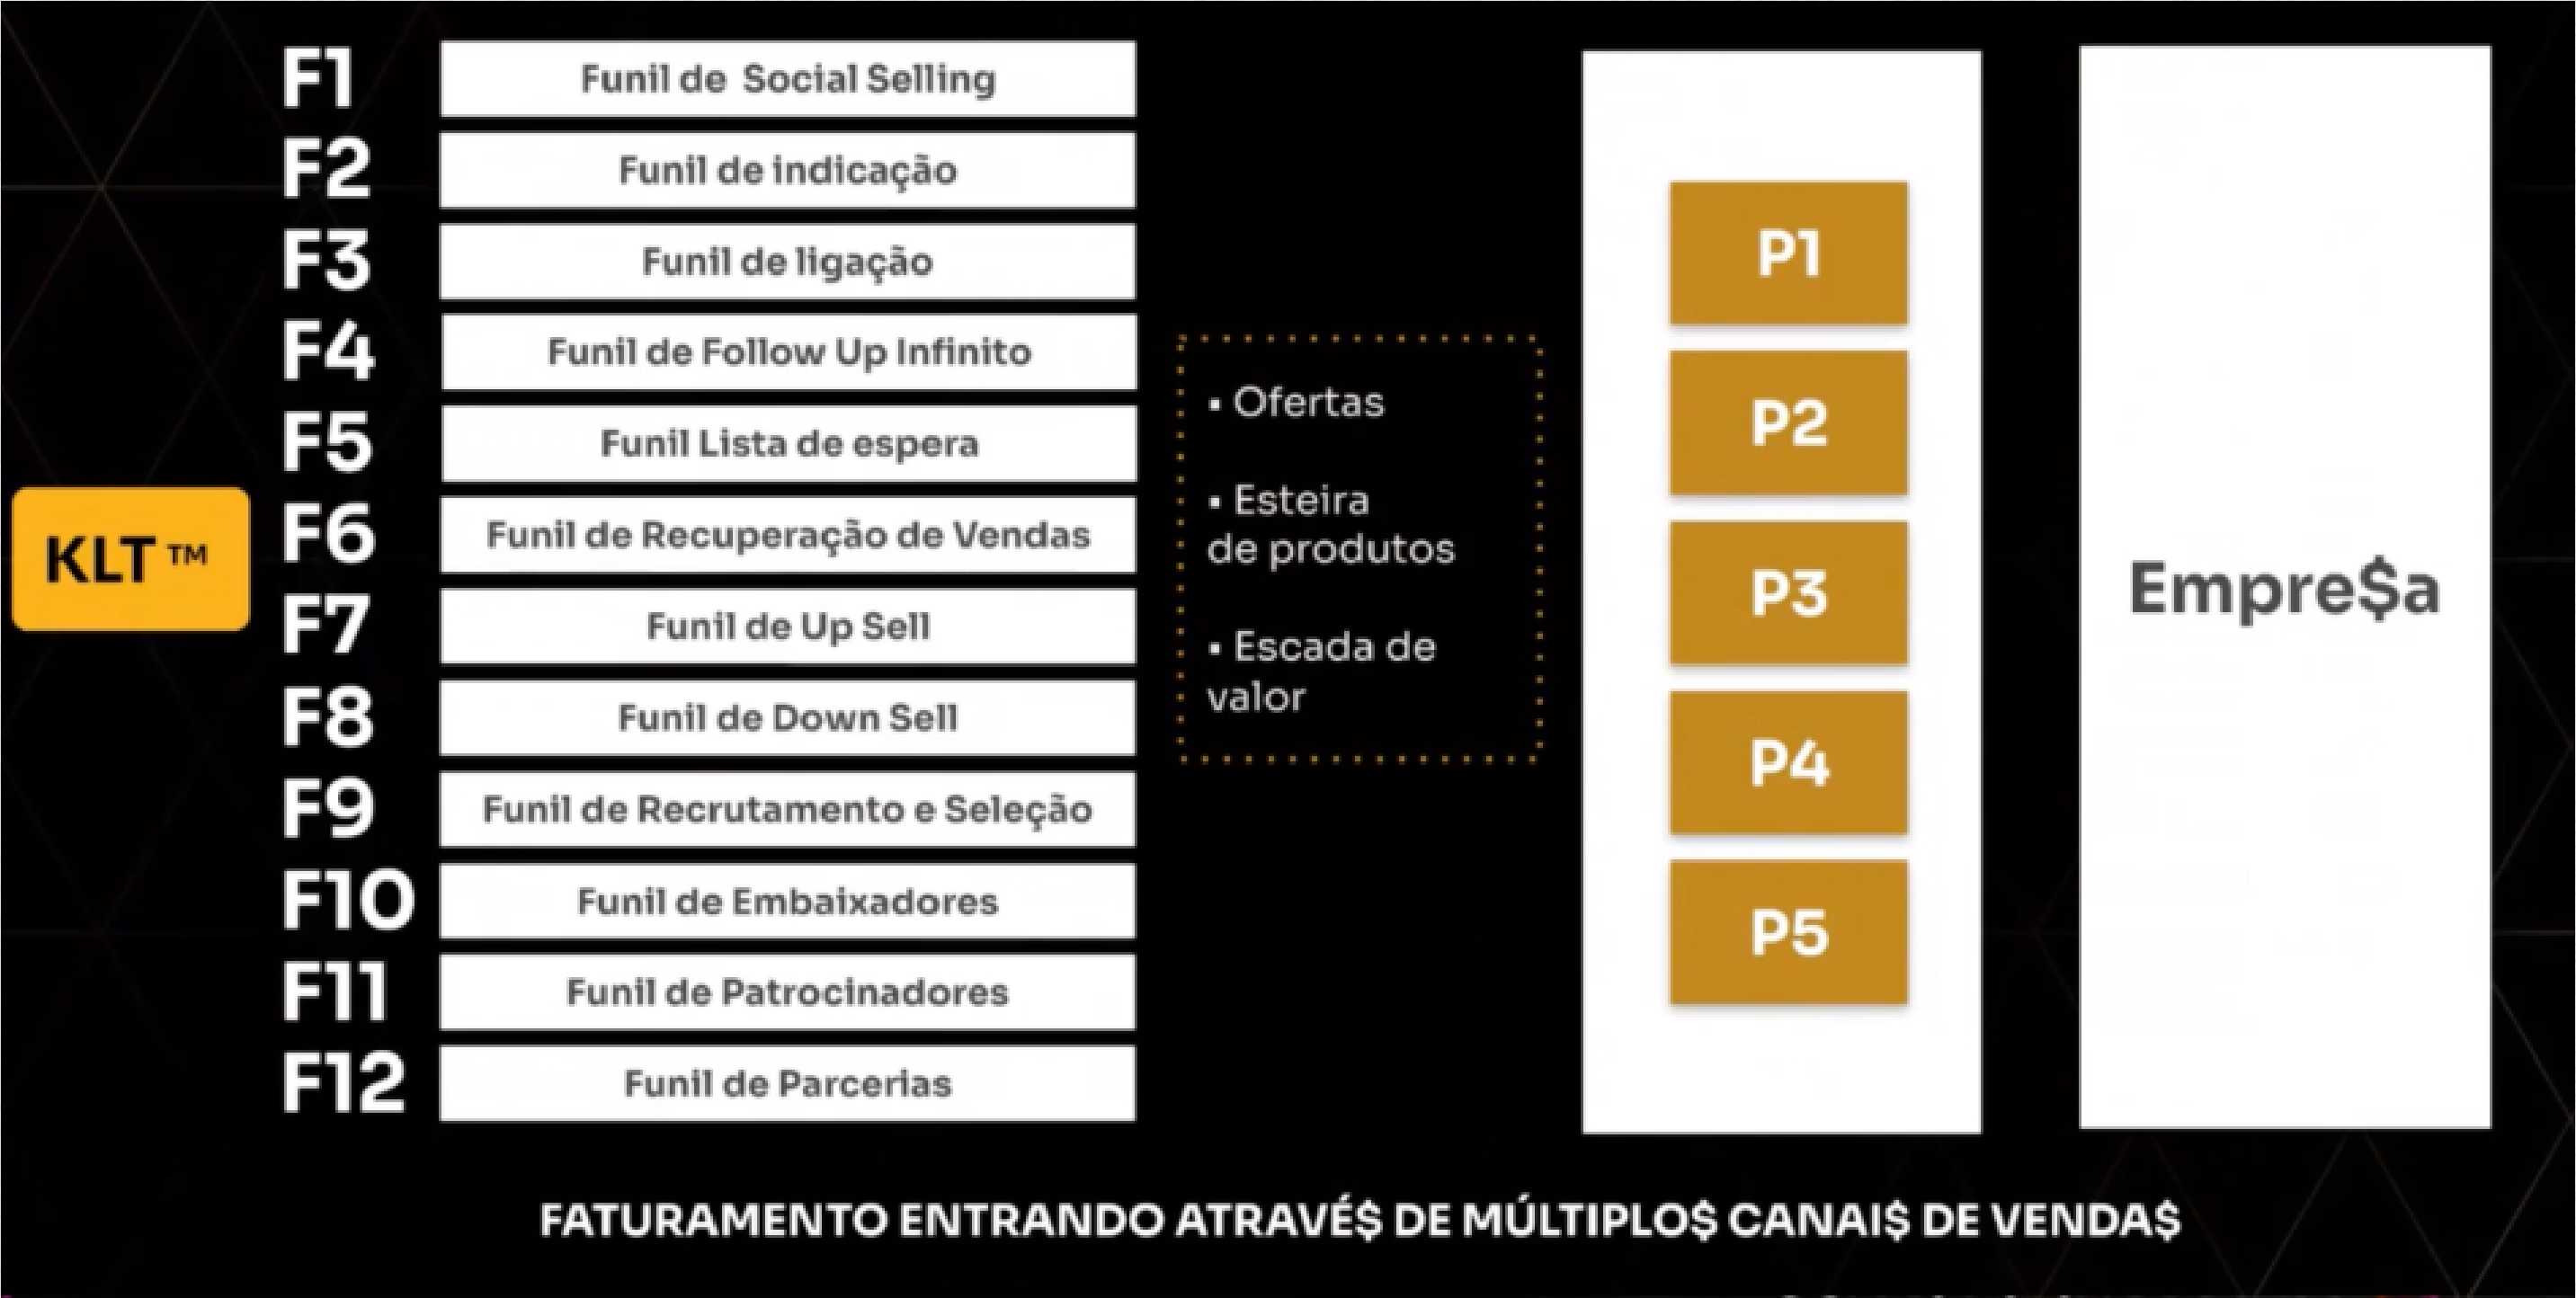 F1 Funil de Social Selling
F2 Funil de indicação
F3 Funil de ligação
F4 Funil de Follow Up Infinito
F5 Funil Lista de espera
F6 Funil de Recuperação de Vendas
F7 Funil de Up Sell
F8 Funil de Down Sell
F9 Funil de Recrutamento e Seleção
F10 Funil de Embaixadores
F11 Funil de Patrocinadores
F12 Funil de Parcerias
KLT™
▪ Ofertas
▪ Esteira
de produtos
▪ Escada de
valor
P1
P2
P3
P4
P5
Empre$a
FATURAMENTO ENTRANDO ATRAVÉ$ DE MÚLTIPLO$ CANAI$ DE VENDA$